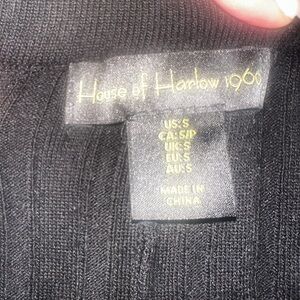 House of Harlow 1960
US:S
CA:S/P
UK:S
EU:S
AU:S
MADE IN
CHINA